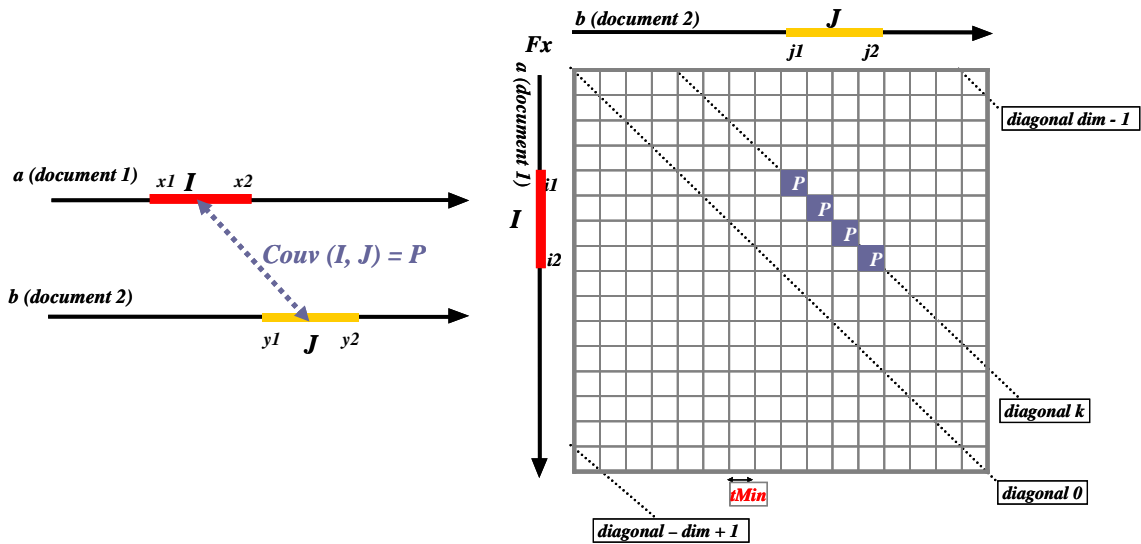 a (document 1)
x1 I x2
Couv (I, J) = P
b (document 2)
y1 J y2
b (document 2) J
j1 j2
Fx
a (document 1)
i1
I
i2
P
P
P
P
diagonal dim - 1
diagonal k
diagonal 0
tMin
diagonal – dim + 1